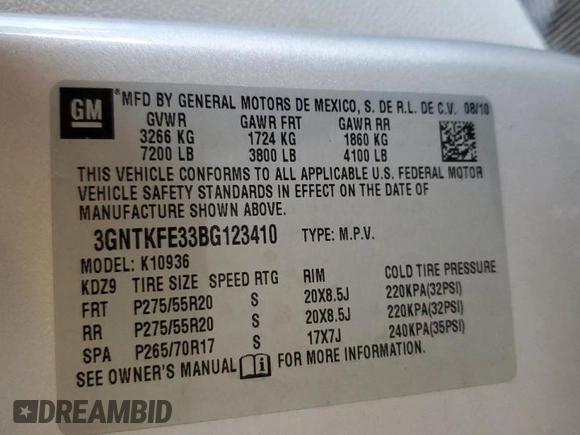 GM
® MFD BY GENERAL MOTORS DE MEXICO, S. DE R.L. DE C.V. 08/10
GVWR GAWR FRT GAWR RR
3266 KG 1724 KG 1860 KG
7200 LB 3800 LB 4100 LB
THIS VEHICLE CONFORMS TO ALL APPLICABLE U.S. FEDERAL MOTOR
VEHICLE SAFETY STANDARDS IN EFFECT ON THE DATE OF
MANUFACTURE SHOWN ABOVE.
3GNTKFE33BG123410 TYPE: M.P.V.
MODEL: K10936
KDZ9 TIRE SIZE SPEED RTG RIM COLD TIRE PRESSURE
FRT P275/55R20 S 20X8.5J 220KPA(32PSI)
RR P275/55R20 S 20X8.5J 220KPA(32PSI)
SPA P265/70R17 S 17X7J 240KPA(35PSI)
SEE OWNER'S MANUAL FOR MORE INFORMATION.
DREAMBID